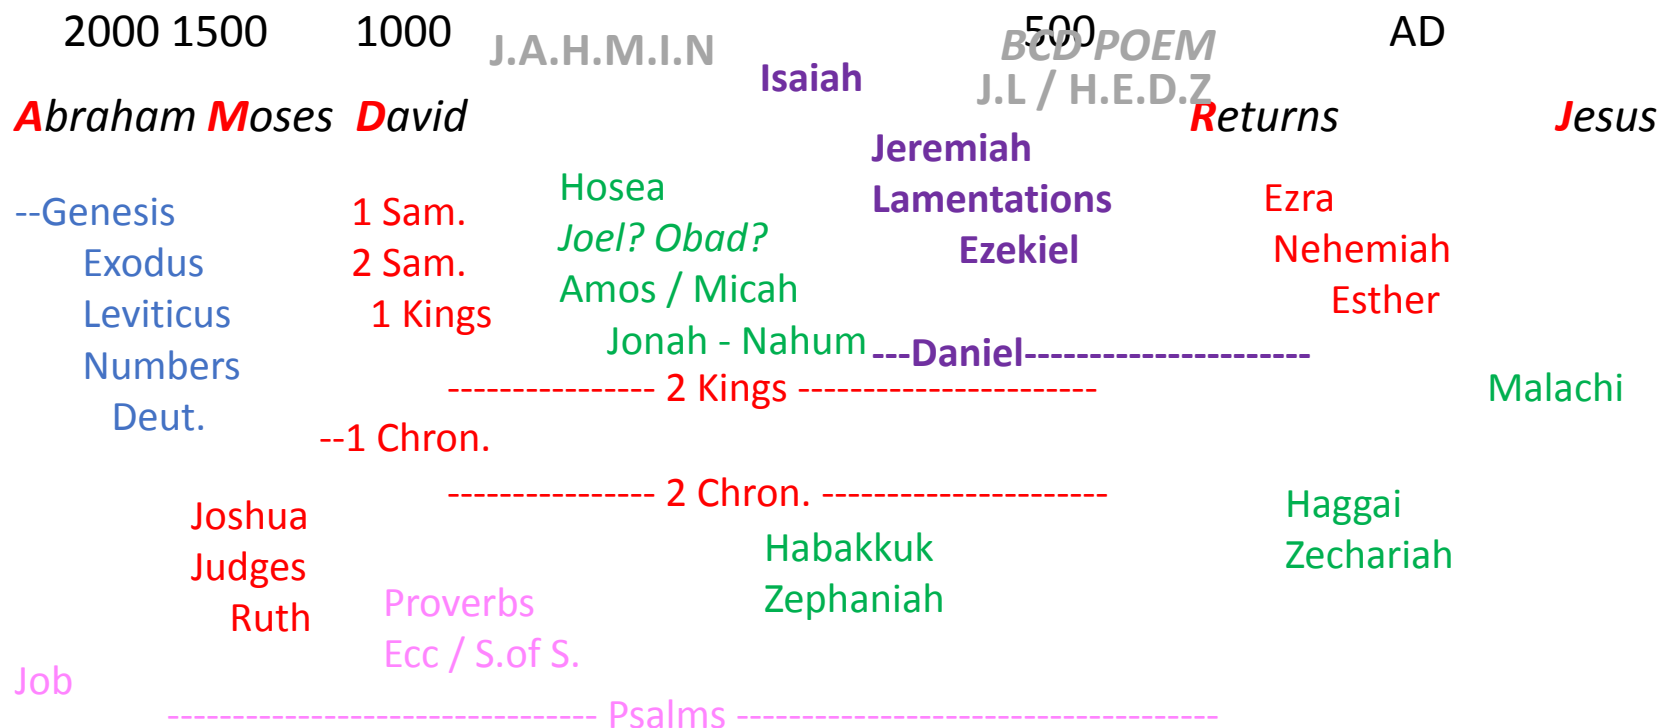 2000 1500 1000 500 AD
J.A.H.M.I.N BCD POEM
Isaiah J.L / H.E.D.Z
Abraham Moses David Returns Jesus
Jeremiah
Hosea
Lamentations
--Genesis 1 Sam. Ezra
Joel? Obad?
Exodus 2 Sam. Ezekiel Nehemiah
Amos / Micah
Leviticus 1 Kings Esther
Jonah - Nahum ---Daniel----------------------
Numbers
---------------- 2 Kings ----------------------- Malachi
Deut.
--1 Chron.
---------------- 2 Chron. ----------------------
Joshua Haggai
Habakkuk Zechariah
Judges
Proverbs Zephaniah
Ruth
Ecc / S.of S.
Job
--------------------------------- Psalms -------------------------------------